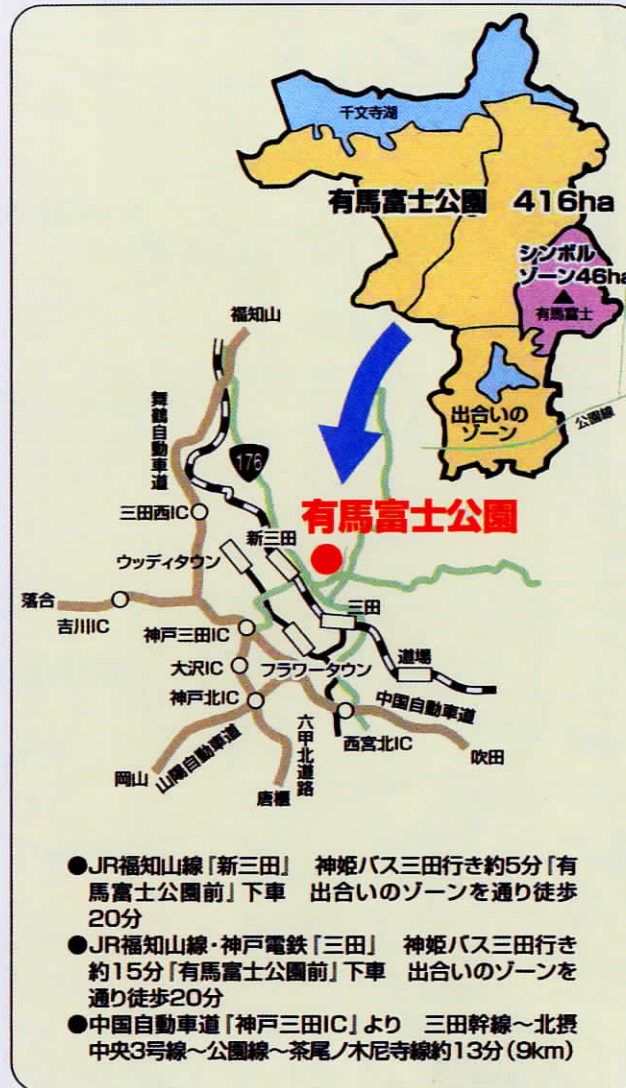 千丈寺湖
有馬富士公園 416ha
シンボル
ゾーン46ha
有馬富士
出合いの
ゾーン
公園線
福知山
舞鶴自動車道
176
三田西IC
有馬富士公園
新三田
ウッディタウン
落合
吉川IC
三田
神戸三田IC
道場
大沢IC
フラワータウン
神戸北IC
中国自動車道
六甲北道路
西宮北IC
山陽自動車道
岡山
唐櫃
吹田
●JR福知山線『新三田』 神姫バス三田行き約5分『有
馬富士公園前』下車 出合いのゾーンを通り徒歩
20分
●JR福知山線・神戸電鉄『三田』 神姫バス三田行き
約15分『有馬富士公園前』下車 出合いのゾーンを
通り徒歩20分
●中国自動車道『神戸三田IC』より 三田幹線〜北摂
中央3号線〜公園線〜茶尾ノ木尼寺線約13分(9km)